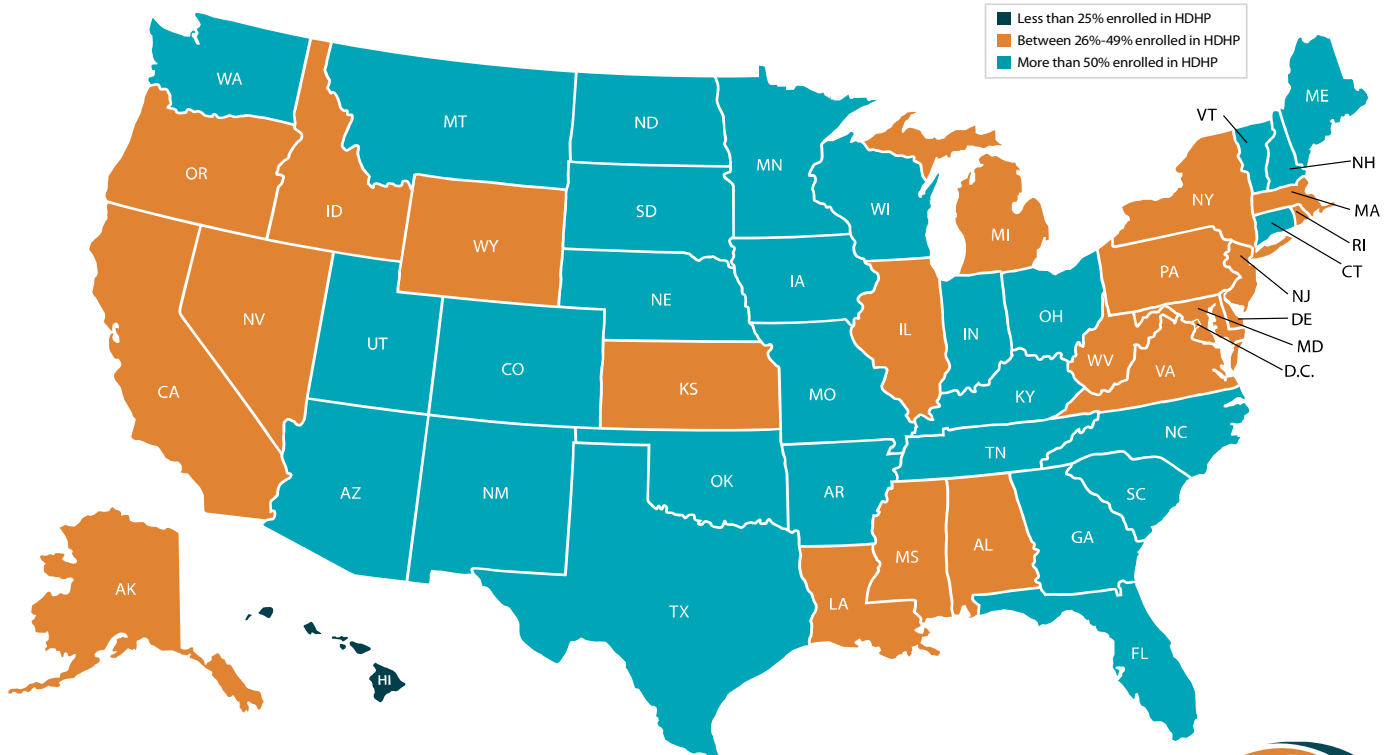 Less than 25% enrolled in HDHP
Between 26%-49% enrolled in HDHP
More than 50% enrolled in HDHP
WA
MT
ND
MN
ME
VT
NH
OR
ID
WY
SD
WI
MI
NY
MA
RI
CT
NV
UT
CO
NE
IA
IL
IN
OH
PA
NJ
DE
MD
D.C.
CA
KS
MO
KY
WV
VA
AZ
NM
OK
AR
TN
NC
SC
AK
HI
TX
LA
MS
AL
GA
FL